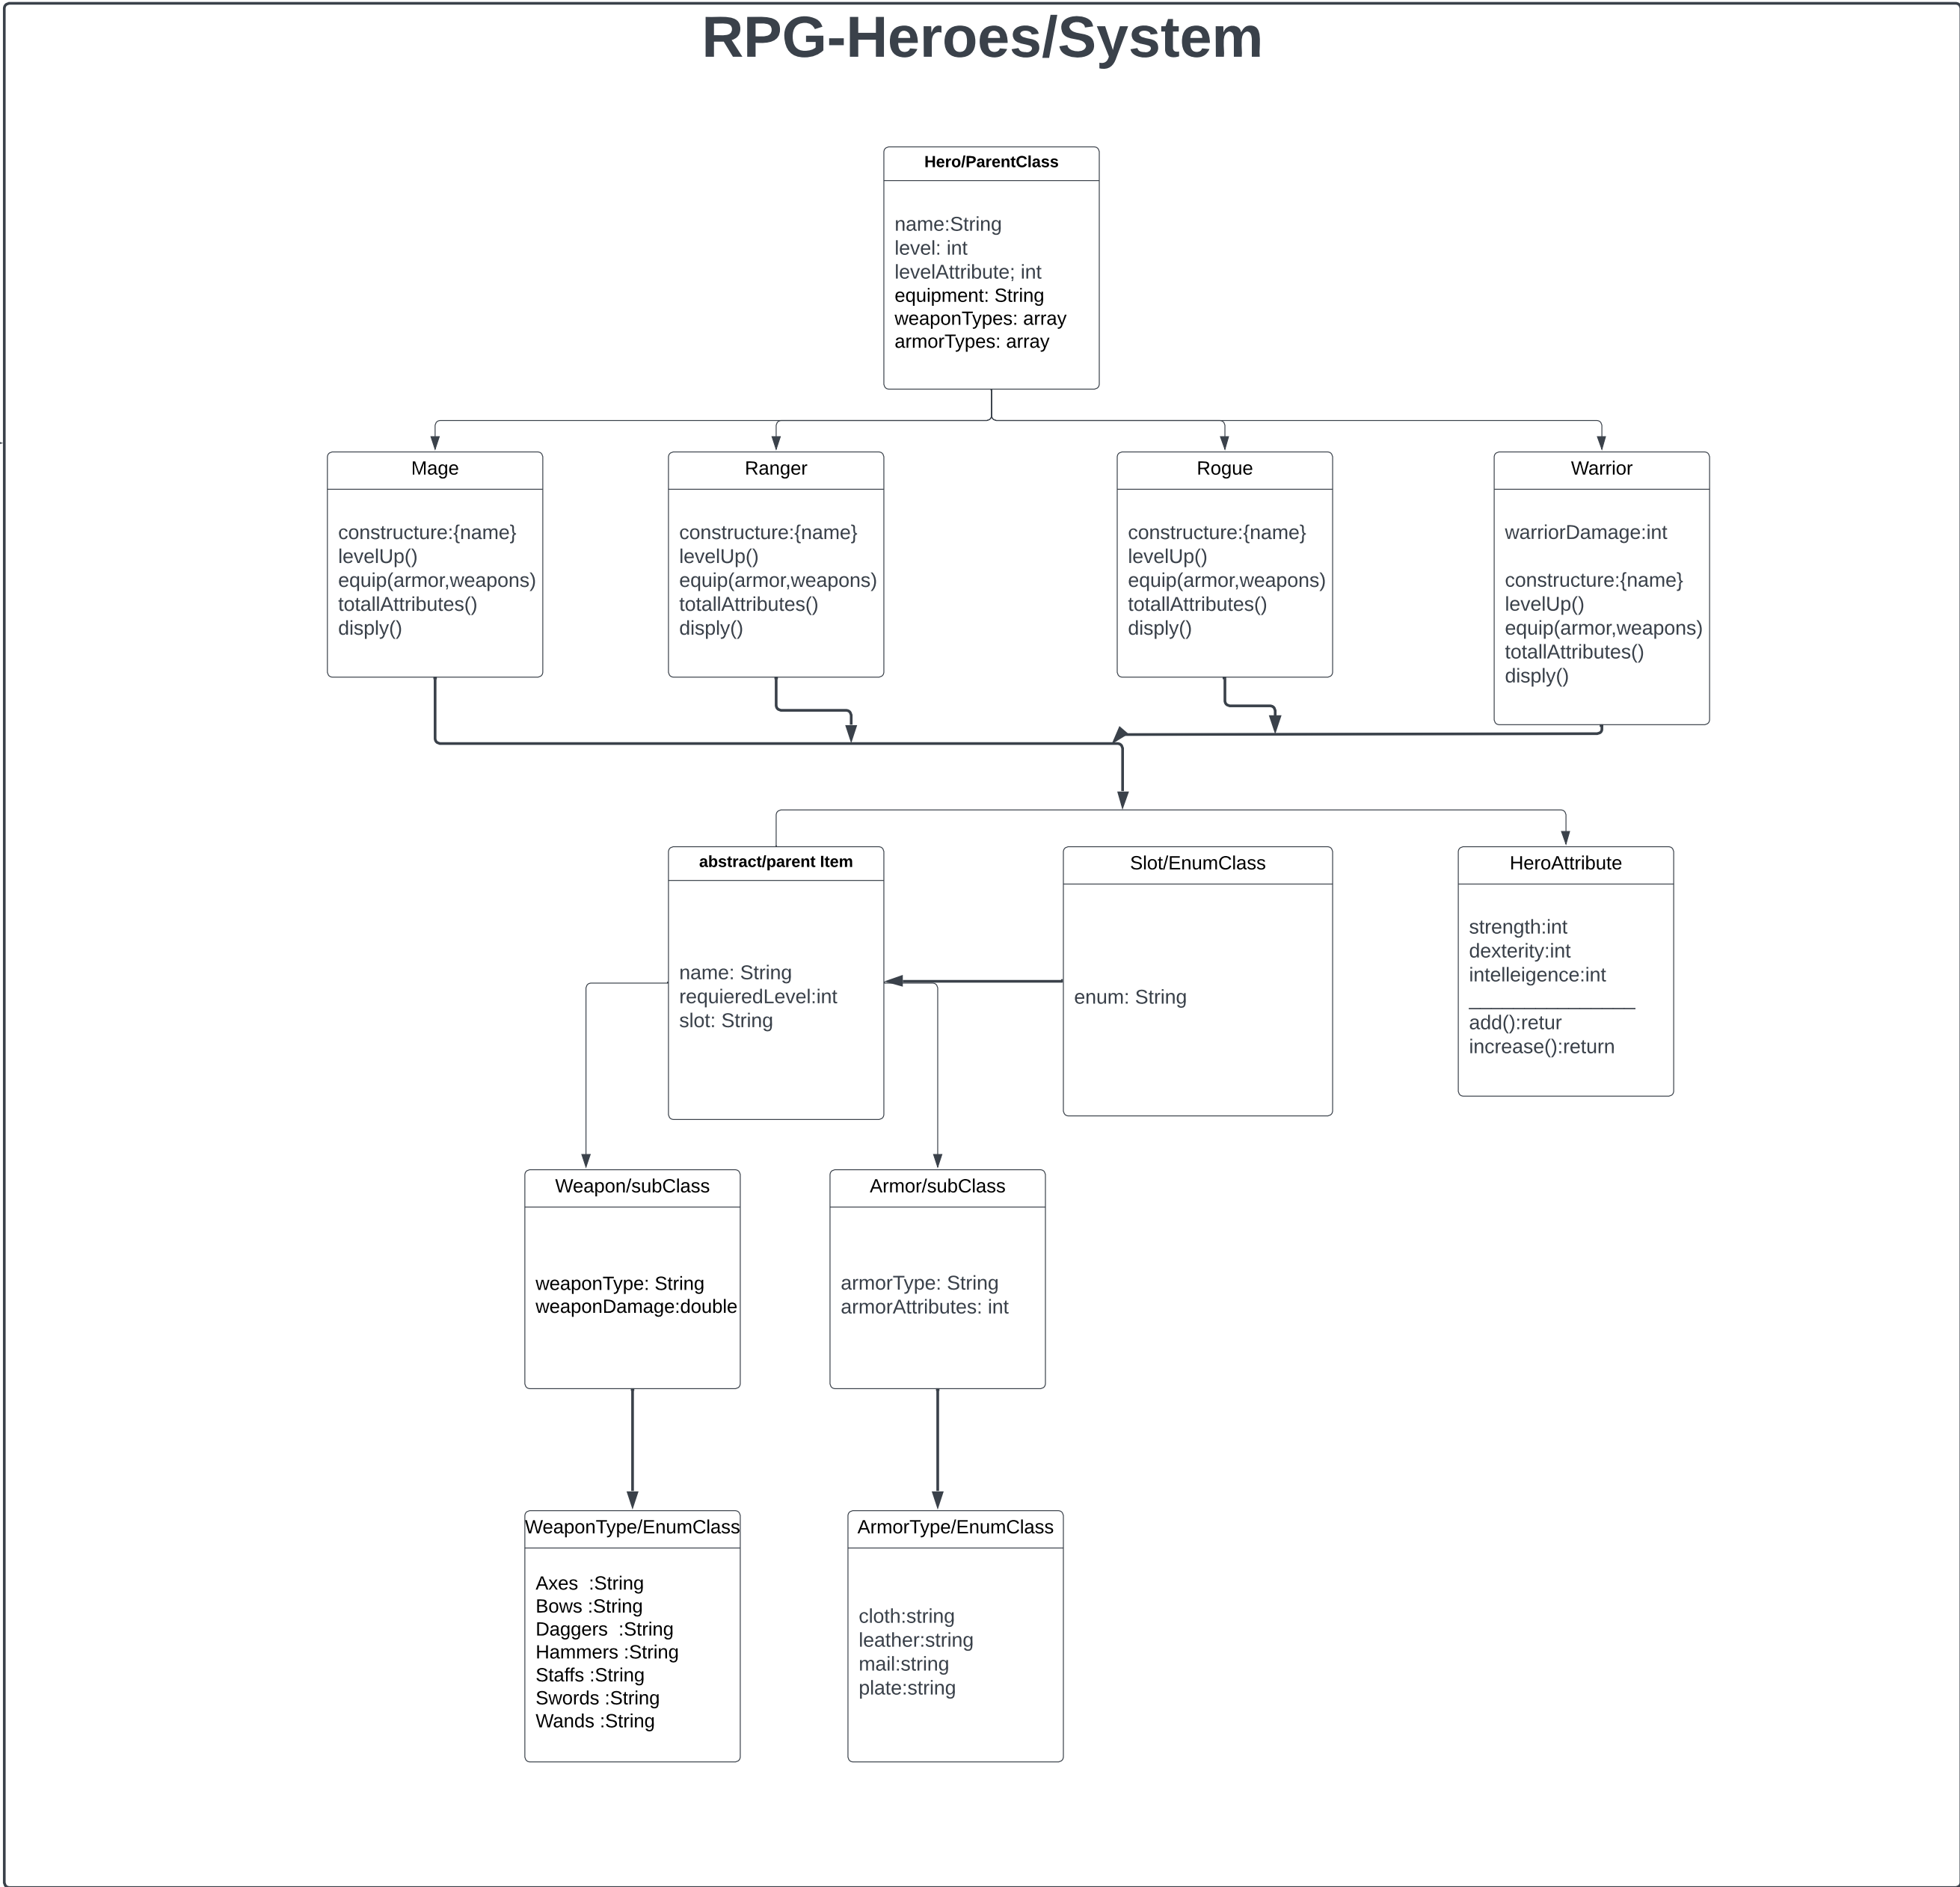 RPG-Heroes/System
Hero/ParentClass
name:String
level: int
levelAttribute; int
equipment: String
weaponTypes: array
armorTypes: array
Mage
constructure:{name}
levelUp()
equip(armor,weapons)
totallAttributes()
disply()
Ranger
constructure:{name}
levelUp()
equip(armor,weapons)
totallAttributes()
disply()
Rogue
constructure:{name}
levelUp()
equip(armor,weapons)
totallAttributes()
disply()
Warrior
warriorDamage:int
constructure:{name}
levelUp()
equip(armor,weapons)
totallAttributes()
disply()
abstract/parent Item
name: String
requieredLevel:int
slot: String
Slot/EnumClass
enum: String
HeroAttribute
strength:int
dexterity:int
intelleigence:int
add():retur
increase():return
Weapon/subClass
weaponType: String
weaponDamage:double
Armor/subClass
armorType: String
armorAttributes: int
WeaponType/EnumClass
Axes  :String
Bows :String
Daggers  :String
Hammers :String
Staffs :String
Swords :String
Wands :String
ArmorType/EnumClass
cloth:string
leather:string
mail:string
plate:string